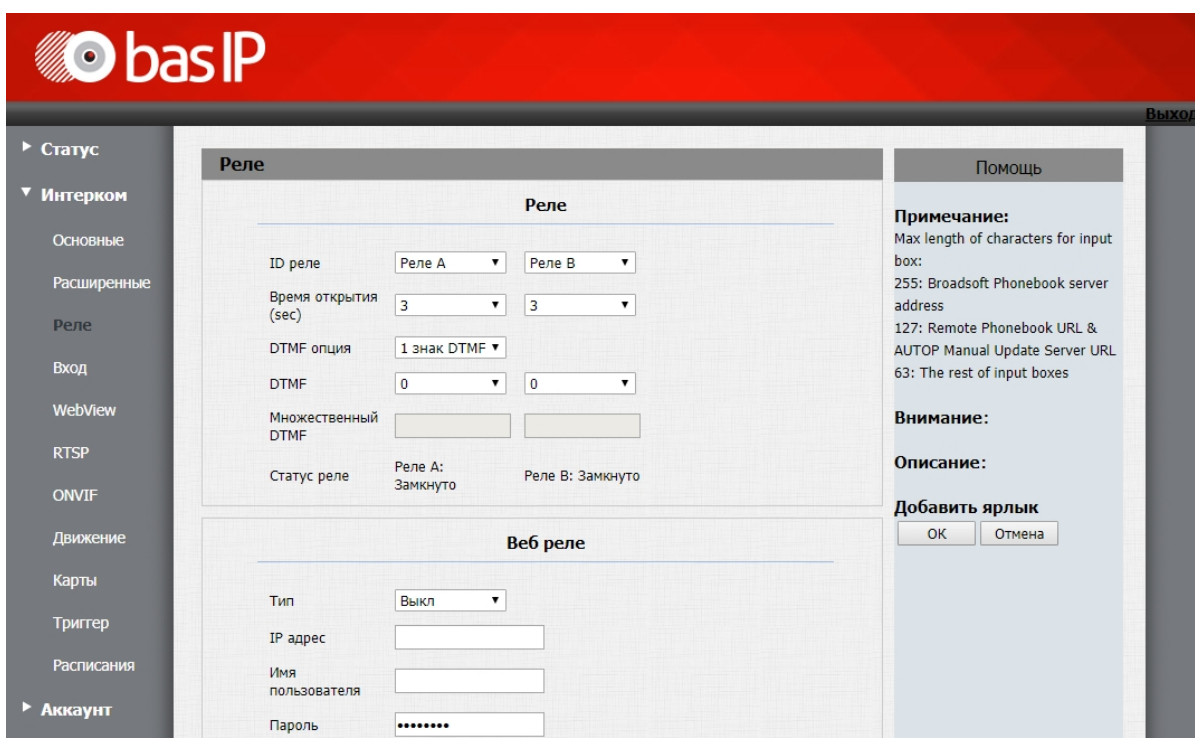 bas IP
Выход
Статус
Интерком
Основные
Расширенные
Реле
Вход
WebView
RTSP
ONVIF
Движение
Карты
Триггер
Расписания
Аккаунт
Реле
Реле
ID реле Реле А Реле В
Время открытия
(sec) 3 3
DTMF опция 1 знак DTMF
DTMF 0 0
Множественный
DTMF
Статус реле Реле А:
Замкнуто Реле В: Замкнуто
Веб реле
Тип Выкл
IP адрес
Имя
пользователя
Пароль ••••••••
Помощь
Примечание:
Max length of characters for input
box:
255: Broadsoft Phonebook server
address
127: Remote Phonebook URL &
AUTOP Manual Update Server URL
63: The rest of input boxes
Внимание:
Описание:
Добавить ярлык
ОК Отмена